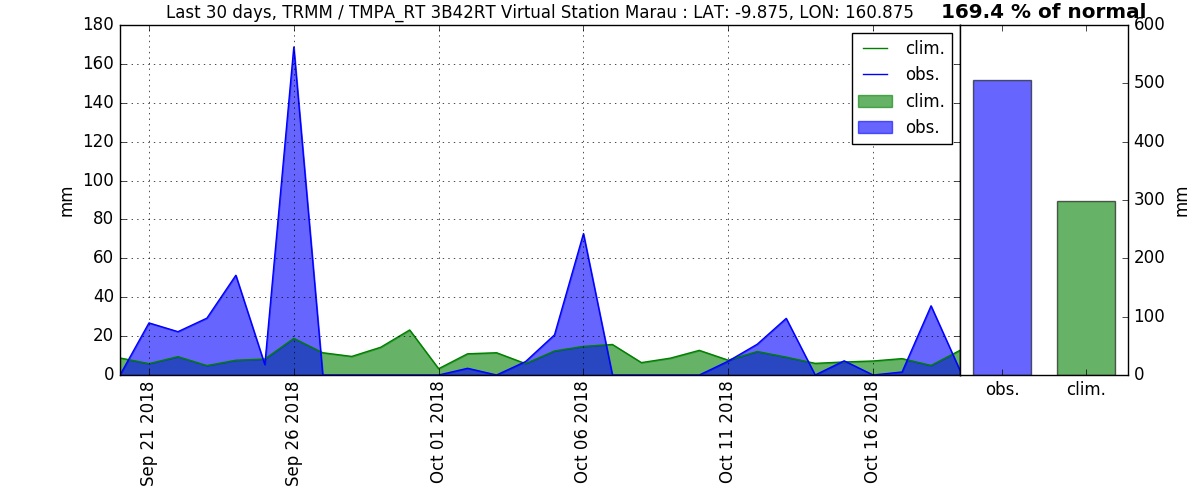 Last 30 days, TRMM / TMPA_RT 3B42RT Virtual Station Marau : LAT: -9.875, LON: 160.875
169.4 % of normal
180
160
140
120
100
80
60
40
20
0
mm
clim.
obs.
clim.
obs.
Sep 21 2018
Sep 26 2018
Oct 01 2018
Oct 06 2018
Oct 11 2018
Oct 16 2018
600
500
400
300
200
100
0
mm
obs.
clim.